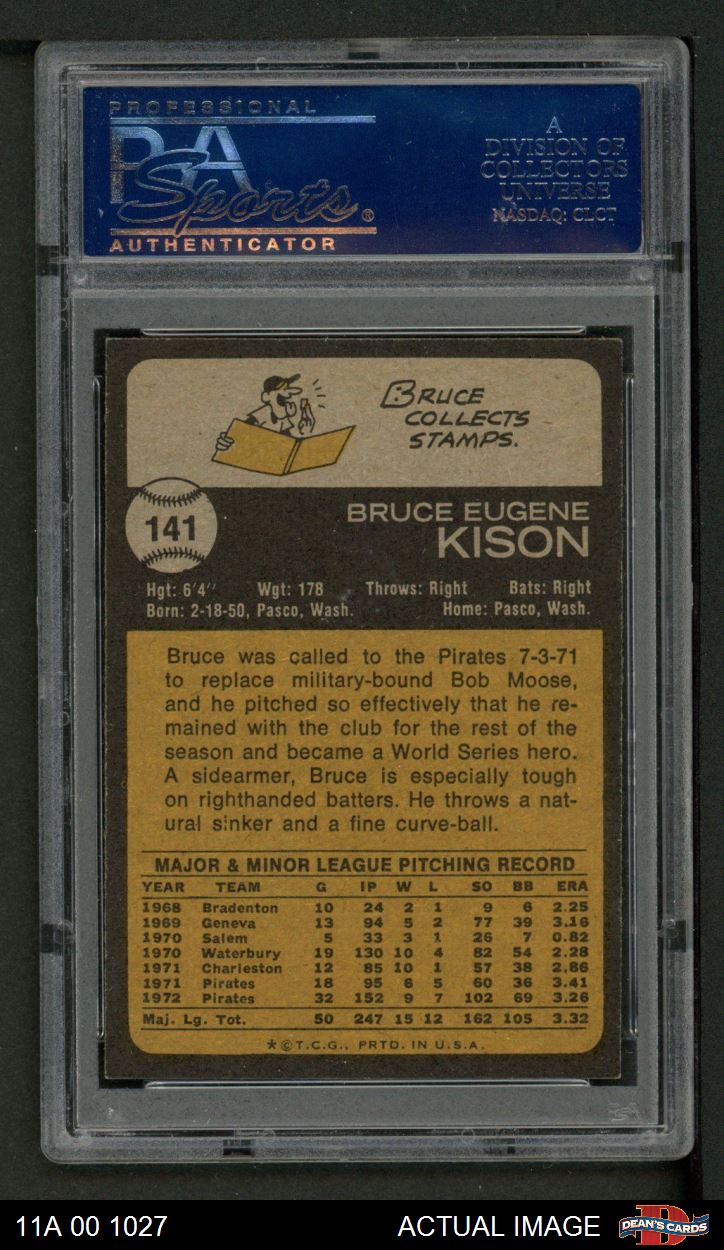 PROFESSIONAL
PSA
Sports®
AUTHENTICATOR
A
DIVISION OF
COLLECTORS
UNIVERSE
NASDAQ: CLCT
BRUCE
COLLECTS
STAMPS.
141
BRUCE EUGENE
KISON
Hgt: 6'4" Wgt: 178 Throws: Right Bats: Right
Born: 2-18-50, Pasco, Wash. Home: Pasco, Wash.
Bruce was called to the Pirates 7-3-71
to replace military-bound Bob Moose,
and he pitched so effectively that he re-
mained with the club for the rest of the
season and became a World Series hero.
A sidearmer, Bruce is especially tough
on righthanded batters. He throws a nat-
ural sinker and a fine curve-ball.
MAJOR & MINOR LEAGUE PITCHING RECORD
YEAR TEAM G IP W L SO BB ERA
1968 Bradenton 10 24 2 1 9 6 2.25
1969 Geneva 13 94 5 2 77 39 3.16
1970 Salem 5 33 3 1 26 7 0.82
1970 Waterbury 19 130 10 4 82 54 2.28
1971 Charleston 12 85 10 1 57 38 2.86
1971 Pirates 18 95 6 5 60 36 3.41
1972 Pirates 32 152 9 7 102 69 3.26
Maj. Lg. Tot. 50 247 15 12 162 105 3.32
*©T.C.G., PRTD. IN U.S.A.
11A 00 1027 ACTUAL IMAGE DEAN'S CARDS